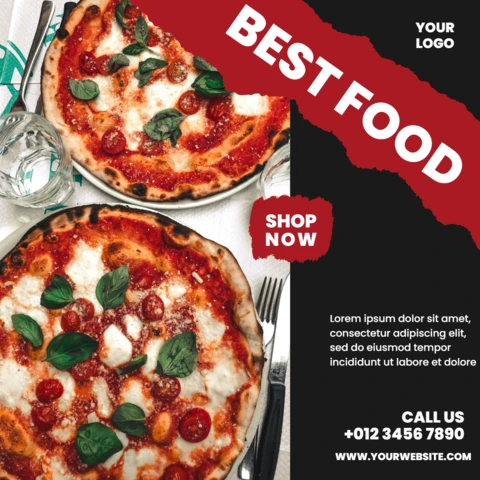 YOUR
LOGO
BEST FOOD
SHOP
NOW
Lorem ipsum dolor sit amet,
consectetur adipiscing elit,
sed do eiusmod tempor
incididunt ut labore et dolore
CALL US
+012 3456 7890
WWW.YOURWEBSITE.COM